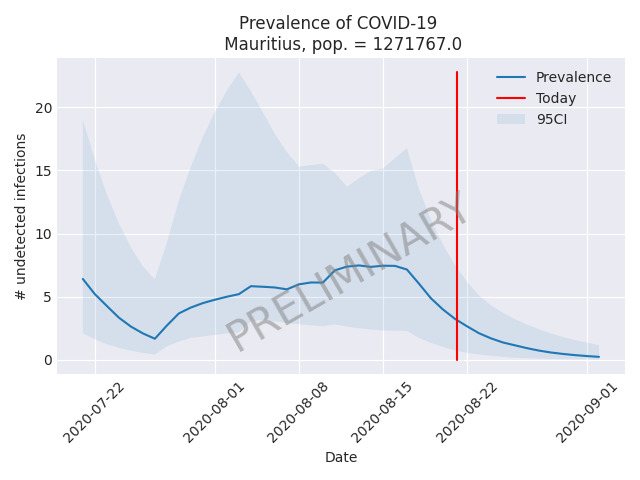 Prevalence of COVID-19
Mauritius, pop. = 1271767.0
# undetected infections
20
15
10
5
0
Prevalence
Today
95CI
PRELIMINARY
2020-07-22
2020-08-01
2020-08-08
2020-08-15
2020-08-22
2020-09-01
Date